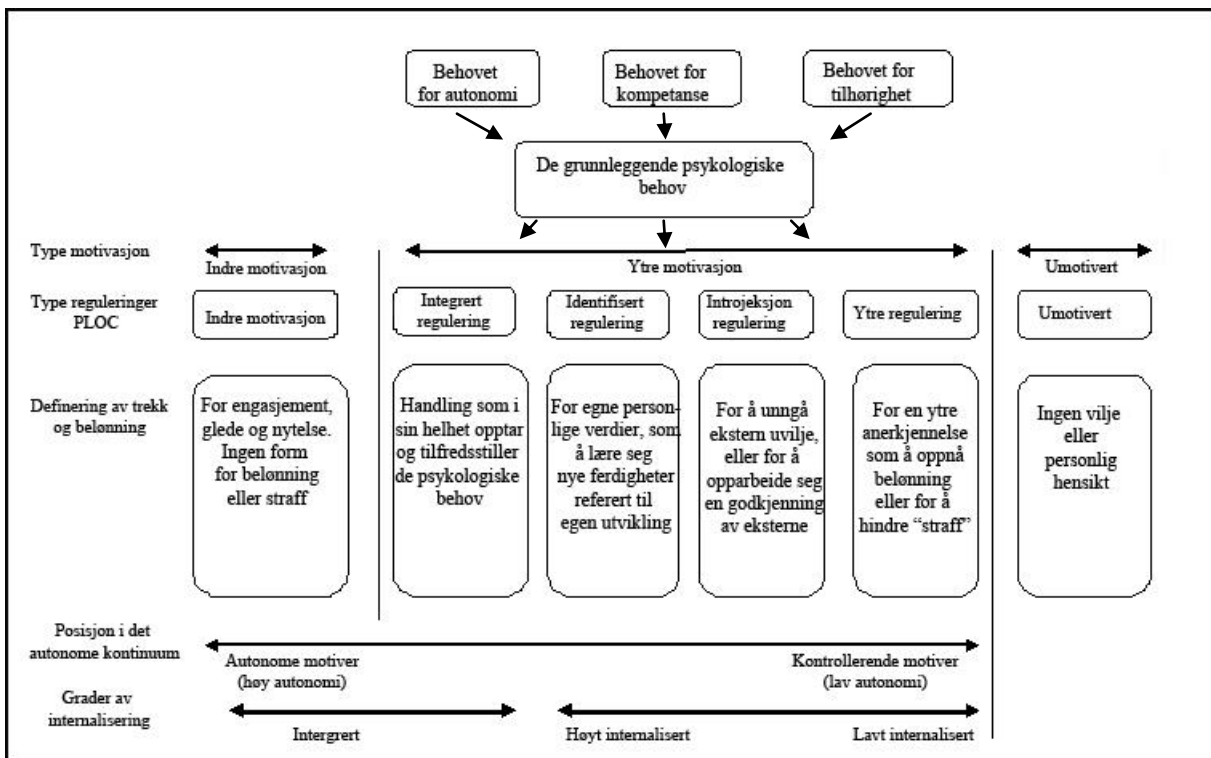 Behovet
for autonomi
Behovet for
kompetanse
Behovet for
tilhørighet
De grunnleggende psykologiske
behov
Type motivasjon
Indre motivasjon
Ytre motivasjon
Umotivert
Type reguleringer
PLOC
Indre motivasjon
Integrert
regulering
Identifisert
regulering
Introjeksjon
regulering
Ytre regulering
Umotivert
Definering av trekk
og belønning
For engasjement,
glede og nytelse.
Ingen form
for belønning
eller straff
Handling som i
sin helhet opptar
og tilfredsstiller
de psykologiske
behov
For egne person-
lige verdier, som
å lære seg
nye ferdigheter
referert til
egen utvikling
For å unngå
ekstern uvilje,
eller for å
opparbeide seg
en godkjenning
av eksterne
For en ytre
anerkjennelse
som å oppnå
belønning
eller for å
hindre “straff”
Ingen vilje
eller
personlig
hensikt
Posisjon i det
autonome kontinuum
Autonome motiver
(høy autonomi)
Kontrollerende motiver
(lav autonomi)
Grader av
internalisering
Intergrert
Høyt internalisert
Lavt internalisert